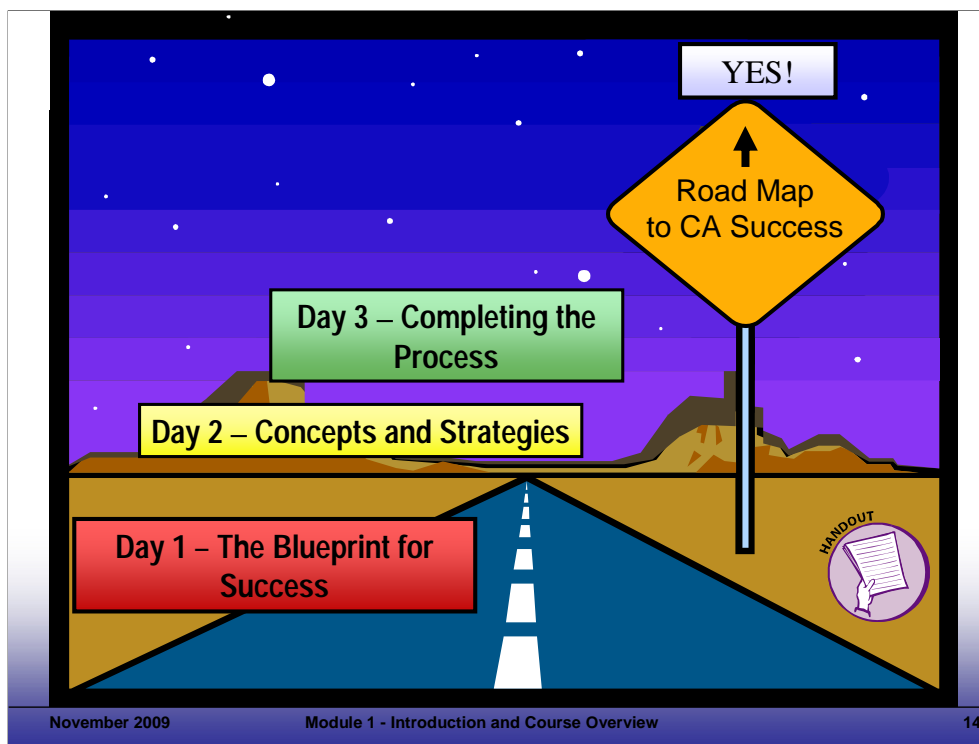 YES!
Road Map
to CA Success
Day 3 – Completing the
Process
Day 2 – Concepts and Strategies
Day 1 – The Blueprint for
Success
HANDOUT
November 2009
Module 1 - Introduction and Course Overview
14